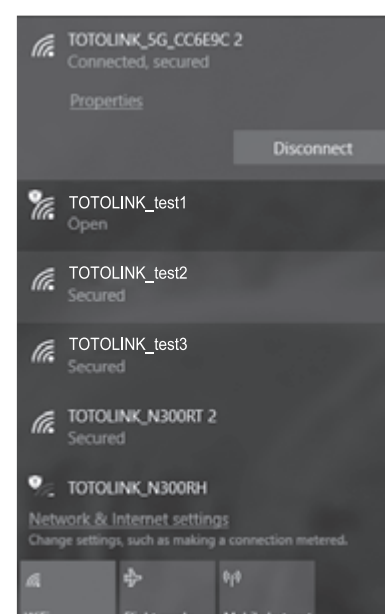 TOTOLINK_5G_CC6E9C 2
Connected, secured
Properties
Disconnect
TOTOLINK_test1
Open
TOTOLINK_test2
Secured
TOTOLINK_test3
Secured
TOTOLINK_N300RT 2
Secured
TOTOLINK_N300RH
Network & Internet settings
Change settings, such as making a connection metered.